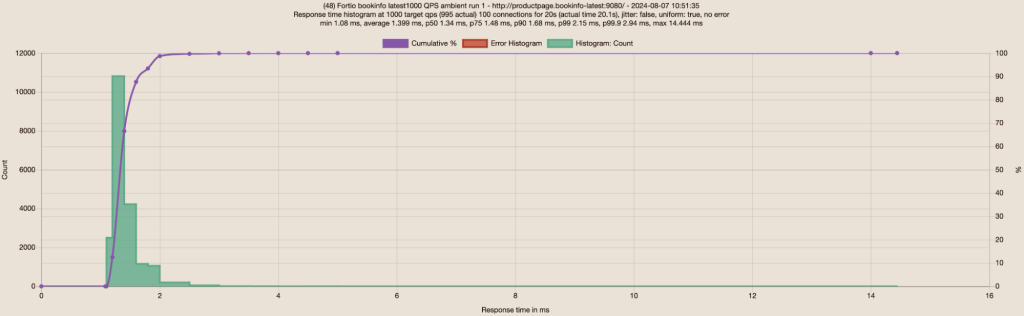 (48) Fortio bookinfo latest1000 QPS ambient run 1 - http://productpage.bookinfo-latest:9080/ - 2024-08-07 10:51:35
Response time histogram at 1000 target qps (995 actual) 100 connections for 20s (actual time 20.1s), jitter: false, uniform: true, no error
min 1.08 ms, average 1.399 ms, p50 1.34 ms, p75 1.48 ms, p90 1.68 ms, p99 2.15 ms, p99.9 2.94 ms, max 14.444 ms
Cumulative % Error Histogram Histogram: Count
12000 100
90
10000
80
8000 70
60
6000 50
40
4000
30
2000 20
10
0 0
Count
%
0 2 4 6 8 10 12 14 16
Response time in ms